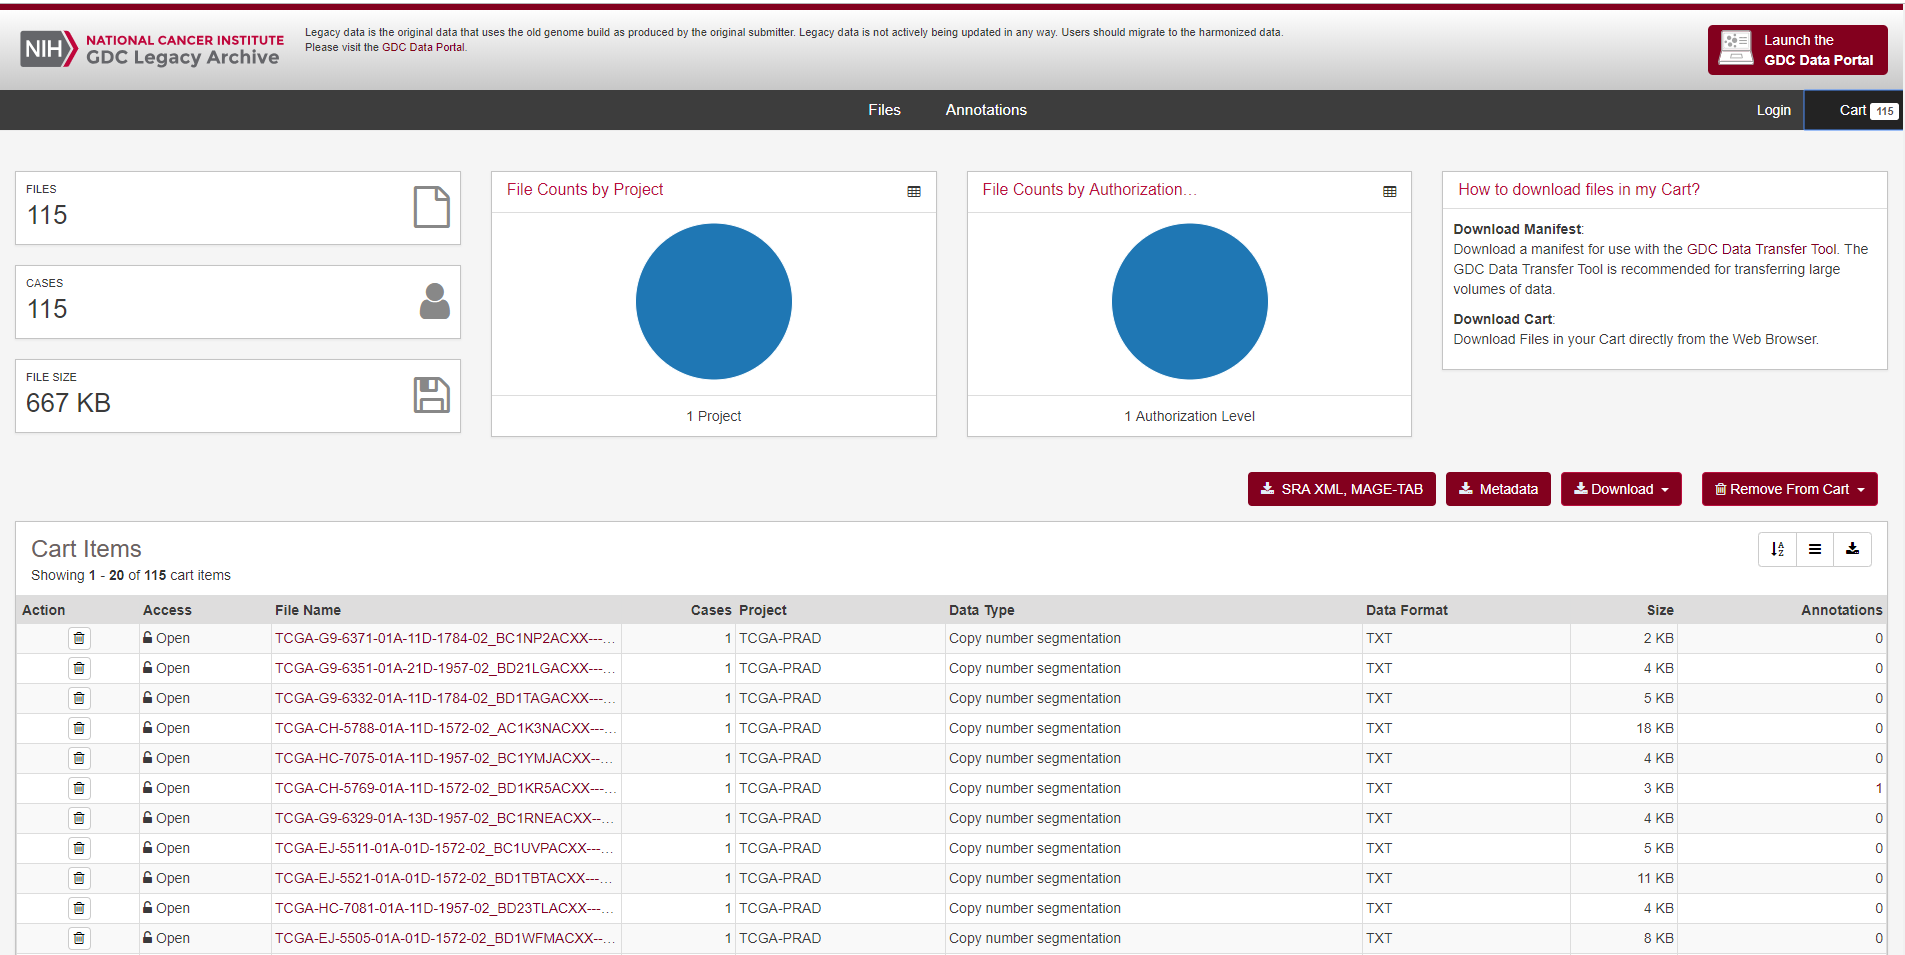 NIH NATIONAL CANCER INSTITUTE
GDC Legacy Archive
Legacy data is the original data that uses the old genome build as produced by the original submitter. Legacy data is not actively being updated in any way. Users should migrate to the harmonized data.
Please visit the GDC Data Portal.
Launch the
GDC Data Portal
Files Annotations Login Cart 115
FILES
115
CASES
115
FILE SIZE
667 KB
File Counts by Project
1 Project
File Counts by Authorization…
1 Authorization Level
How to download files in my Cart?
Download Manifest:
Download a manifest for use with the GDC Data Transfer Tool. The
GDC Data Transfer Tool is recommended for transferring large
volumes of data.
Download Cart:
Download Files in your Cart directly from the Web Browser.
SRA XML, MAGE-TAB Metadata Download Remove From Cart
Cart Items
Showing 1 - 20 of 115 cart items
Action Access File Name Cases Project Data Type Data Format Size Annotations
Open TCGA-G9-6371-01A-11D-1784-02_BC1NP2ACXX---... 1 TCGA-PRAD Copy number segmentation TXT 2 KB 0
Open TCGA-G9-6351-01A-21D-1957-02_BD21LGACXX---... 1 TCGA-PRAD Copy number segmentation TXT 4 KB 0
Open TCGA-G9-6332-01A-11D-1784-02_BD1TAGACXX---... 1 TCGA-PRAD Copy number segmentation TXT 5 KB 0
Open TCGA-CH-5788-01A-11D-1572-02_AC1K3NACXX---... 1 TCGA-PRAD Copy number segmentation TXT 18 KB 0
Open TCGA-HC-7075-01A-11D-1957-02_BC1YMJACXX--... 1 TCGA-PRAD Copy number segmentation TXT 4 KB 0
Open TCGA-CH-5769-01A-11D-1572-02_BD1KR5ACXX---... 1 TCGA-PRAD Copy number segmentation TXT 3 KB 1
Open TCGA-G9-6329-01A-13D-1957-02_BC1RNEACXX--... 1 TCGA-PRAD Copy number segmentation TXT 4 KB 0
Open TCGA-EJ-5511-01A-01D-1572-02_BC1UVPACXX---... 1 TCGA-PRAD Copy number segmentation TXT 5 KB 0
Open TCGA-EJ-5521-01A-01D-1572-02_BD1TBTACXX---... 1 TCGA-PRAD Copy number segmentation TXT 11 KB 0
Open TCGA-HC-7081-01A-11D-1957-02_BD23TLACXX---... 1 TCGA-PRAD Copy number segmentation TXT 4 KB 0
Open TCGA-EJ-5505-01A-01D-1572-02_BD1WFMACXX--... 1 TCGA-PRAD Copy number segmentation TXT 8 KB 0